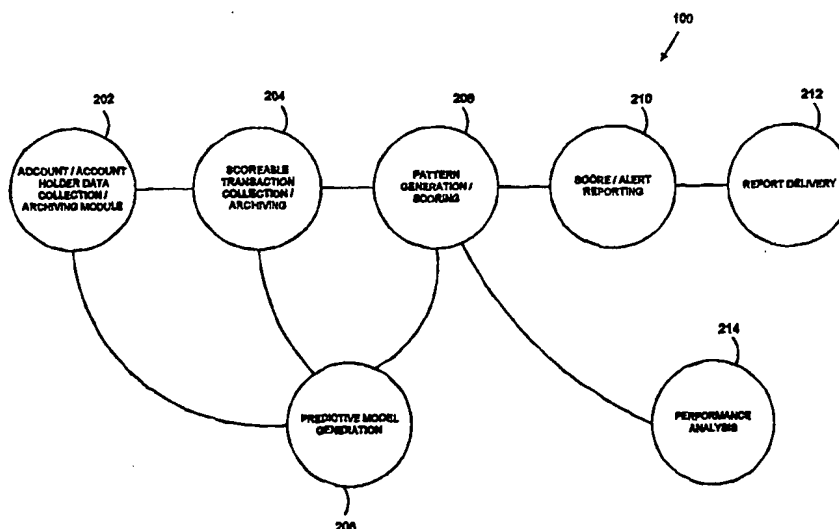 100
202
204
208
210
212
ACCOUNT / ACCOUNT
HOLDER DATA
COLLECTION /
ARCHIVING MODULE
SCOREABLE
TRANSACTION
COLLECTION /
ARCHIVING
PATTERN
GENERATION /
SCORING
SCORE / ALERT
REPORTING
REPORT DELIVERY
214
PREDICTIVE MODEL
GENERATION
PERFORMANCE
ANALYSIS
206